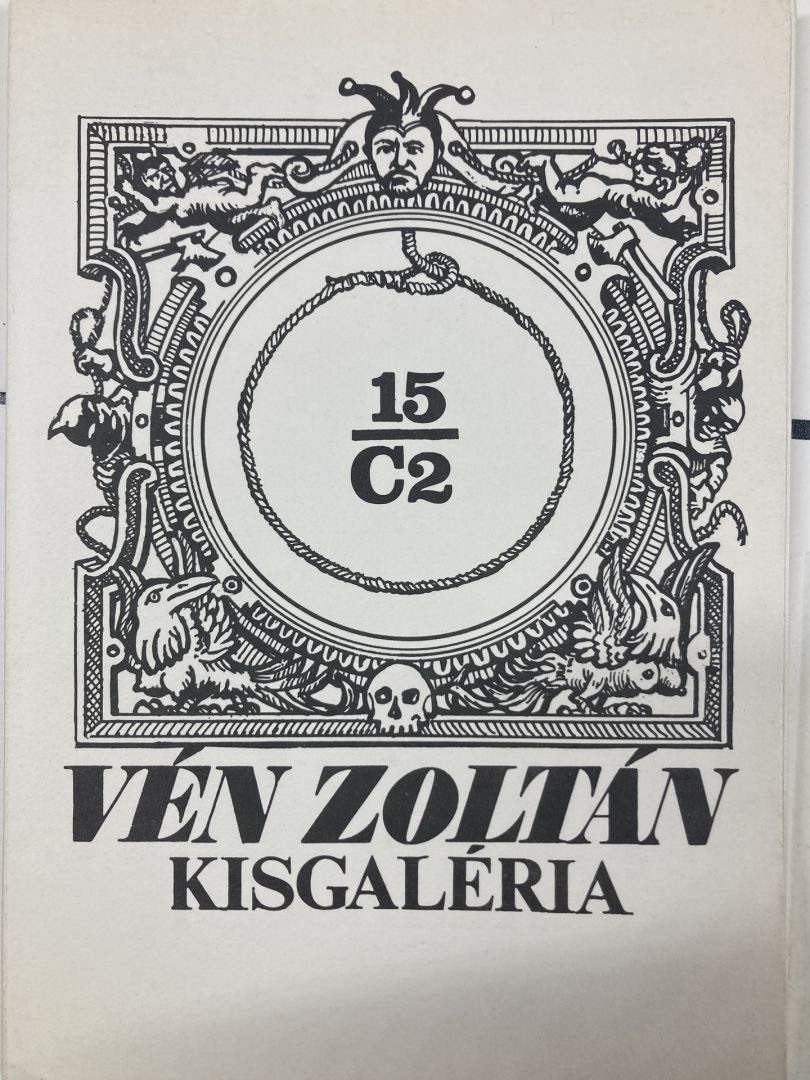 15
C2
VÉN ZOLTÁN
KISGALÉRIA